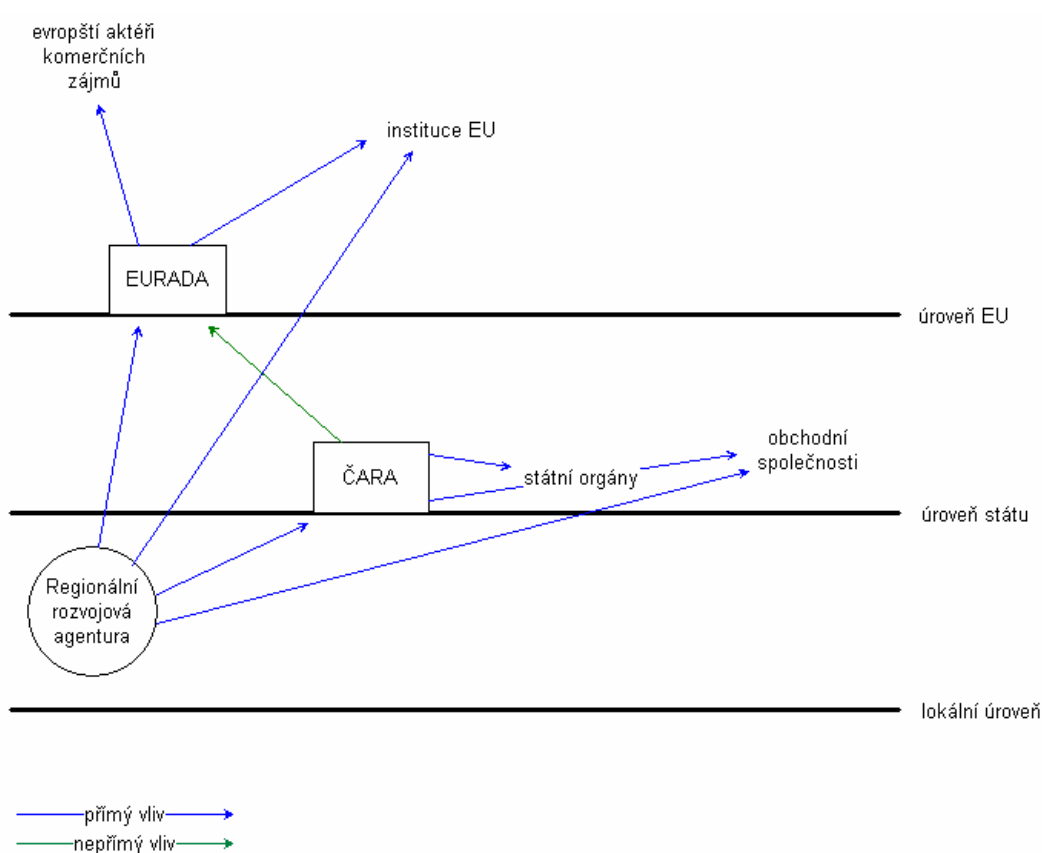 evropští aktéři
komerčních
zájmů
instituce EU
EURADA
úroveň EU
obchodní
společnosti
ČARA
státní orgány
úroveň státu
Regionální
rozvojová
agentura
lokální úroveň
přímý vliv
nepřímý vliv